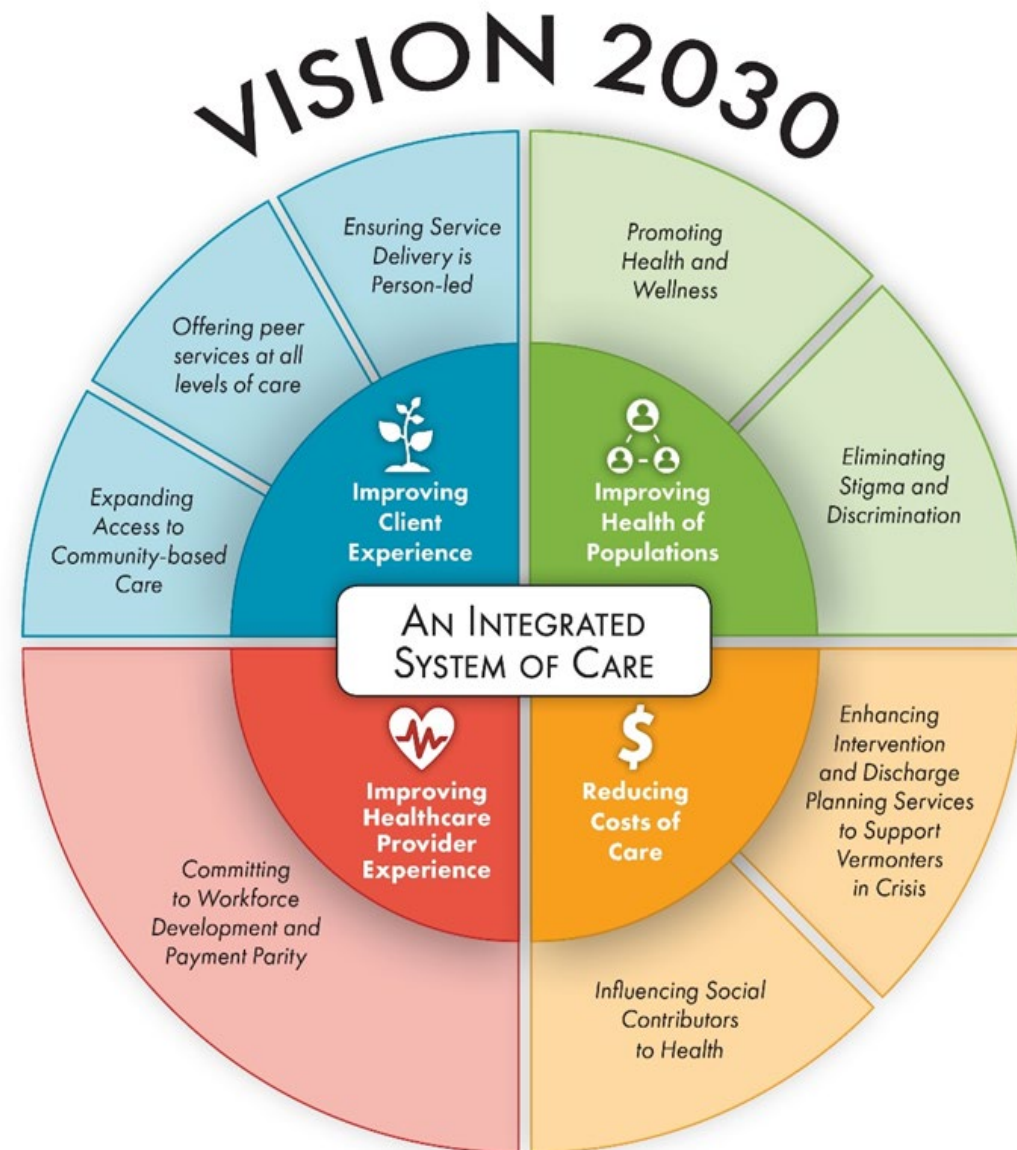 VISION 2030
Ensuring Service
Delivery is
Person-led
Offering peer
services at all
levels of care
Expanding
Access to
Community-based
Care
Improving
Client
Experience
Promoting
Health and
Wellness
Eliminating
Stigma and
Discrimination
Improving
Health of
Populations
AN INTEGRATED
SYSTEM OF CARE
Improving
Healthcare
Provider
Experience
Committing
to Workforce
Development and
Payment Parity
$
Reducing
Costs of
Care
Enhancing
Intervention
and Discharge
Planning Services
to Support
Vermonters
in Crisis
Influencing Social
Contributors
to Health